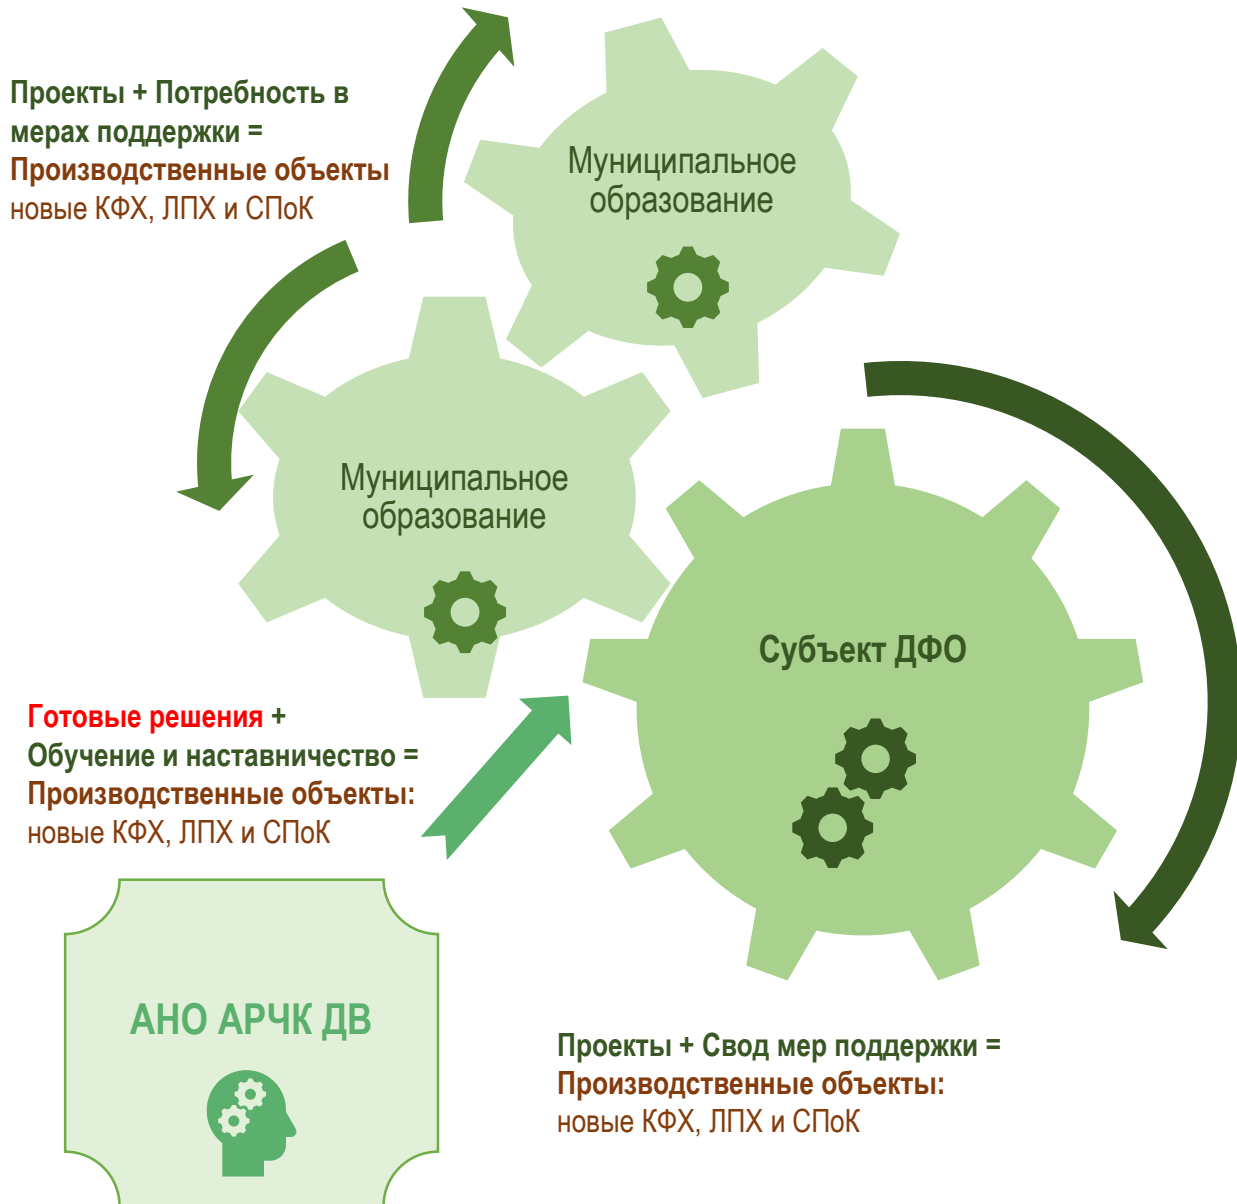 Проекты + Потребность в
мерах поддержки =
Производственные объекты
новые КФХ, ЛПХ и СПоК
Муниципальное
образование
Муниципальное
образование
Субъект ДФО
Готовые решения +
Обучение и наставничество =
Производственные объекты:
новые КФХ, ЛПХ и СПоК
АНО АРЧК ДВ
Проекты + Свод мер поддержки =
Производственные объекты:
новые КФХ, ЛПХ и СПоК